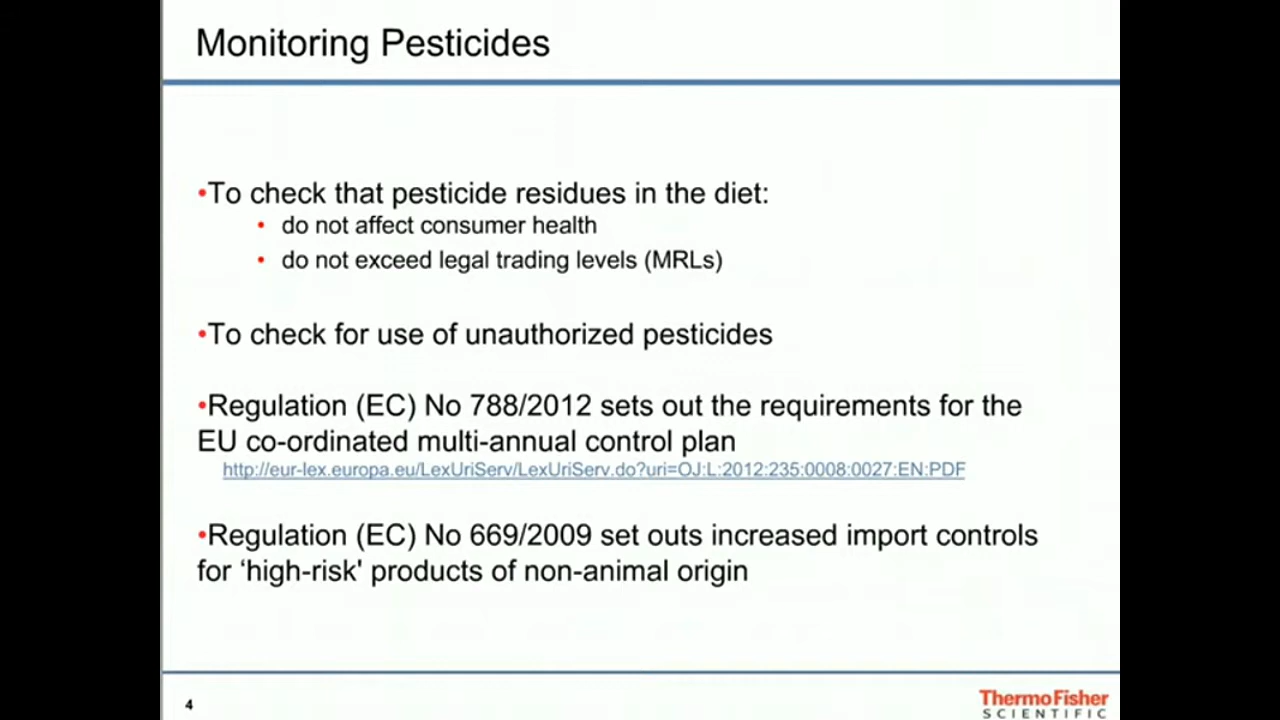 Monitoring Pesticides
•To check that pesticide residues in the diet:
• do not affect consumer health
• do not exceed legal trading levels (MRLs)
•To check for use of unauthorized pesticides
•Regulation (EC) No 788/2012 sets out the requirements for the
EU co-ordinated multi-annual control plan
http://eur-lex.europa.eu/LexUriServ/LexUriServ.do?uri=OJ:L:2012:235:0008:0027:EN:PDF
•Regulation (EC) No 669/2009 set outs increased import controls
for ‘high-risk' products of non-animal origin
4
ThermoFisher
SCIENTIFIC